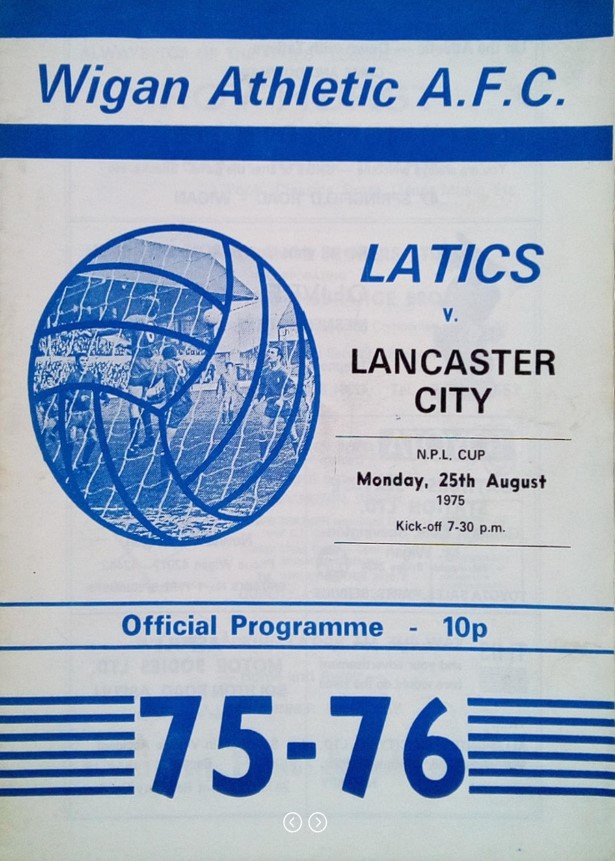 Wigan Athletic A.F.C.
LATICS
v.
LANCASTER
CITY
N.P.L. CUP
Monday, 25th August
1975
Kick-off 7-30 p.m.
Official Programme - 10p
75-76